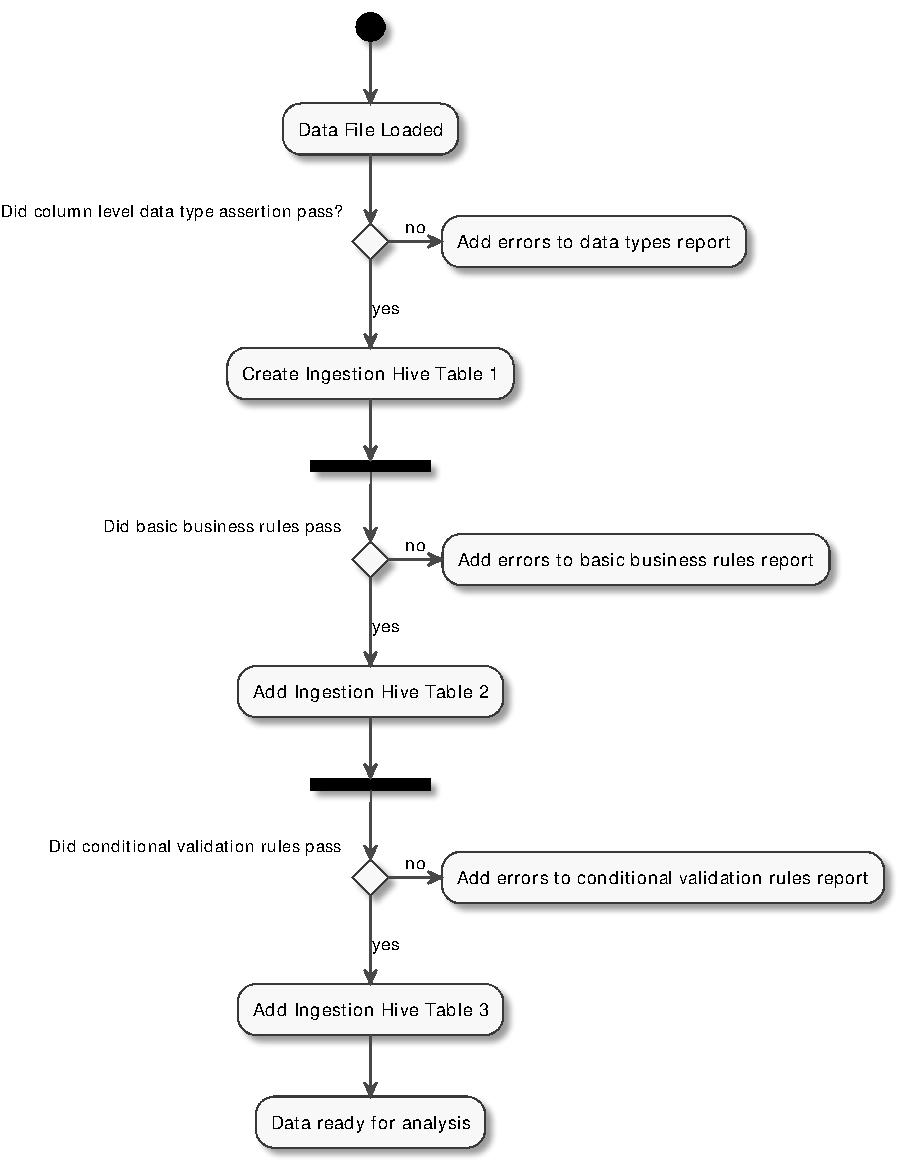 Data File Loaded
Did column level data type assertion pass?
no
Add errors to data types report
yes
Create Ingestion Hive Table 1
Did basic business rules pass
no
Add errors to basic business rules report
yes
Add Ingestion Hive Table 2
Did conditional validation rules pass
no
Add errors to conditional validation rules report
yes
Add Ingestion Hive Table 3
Data ready for analysis